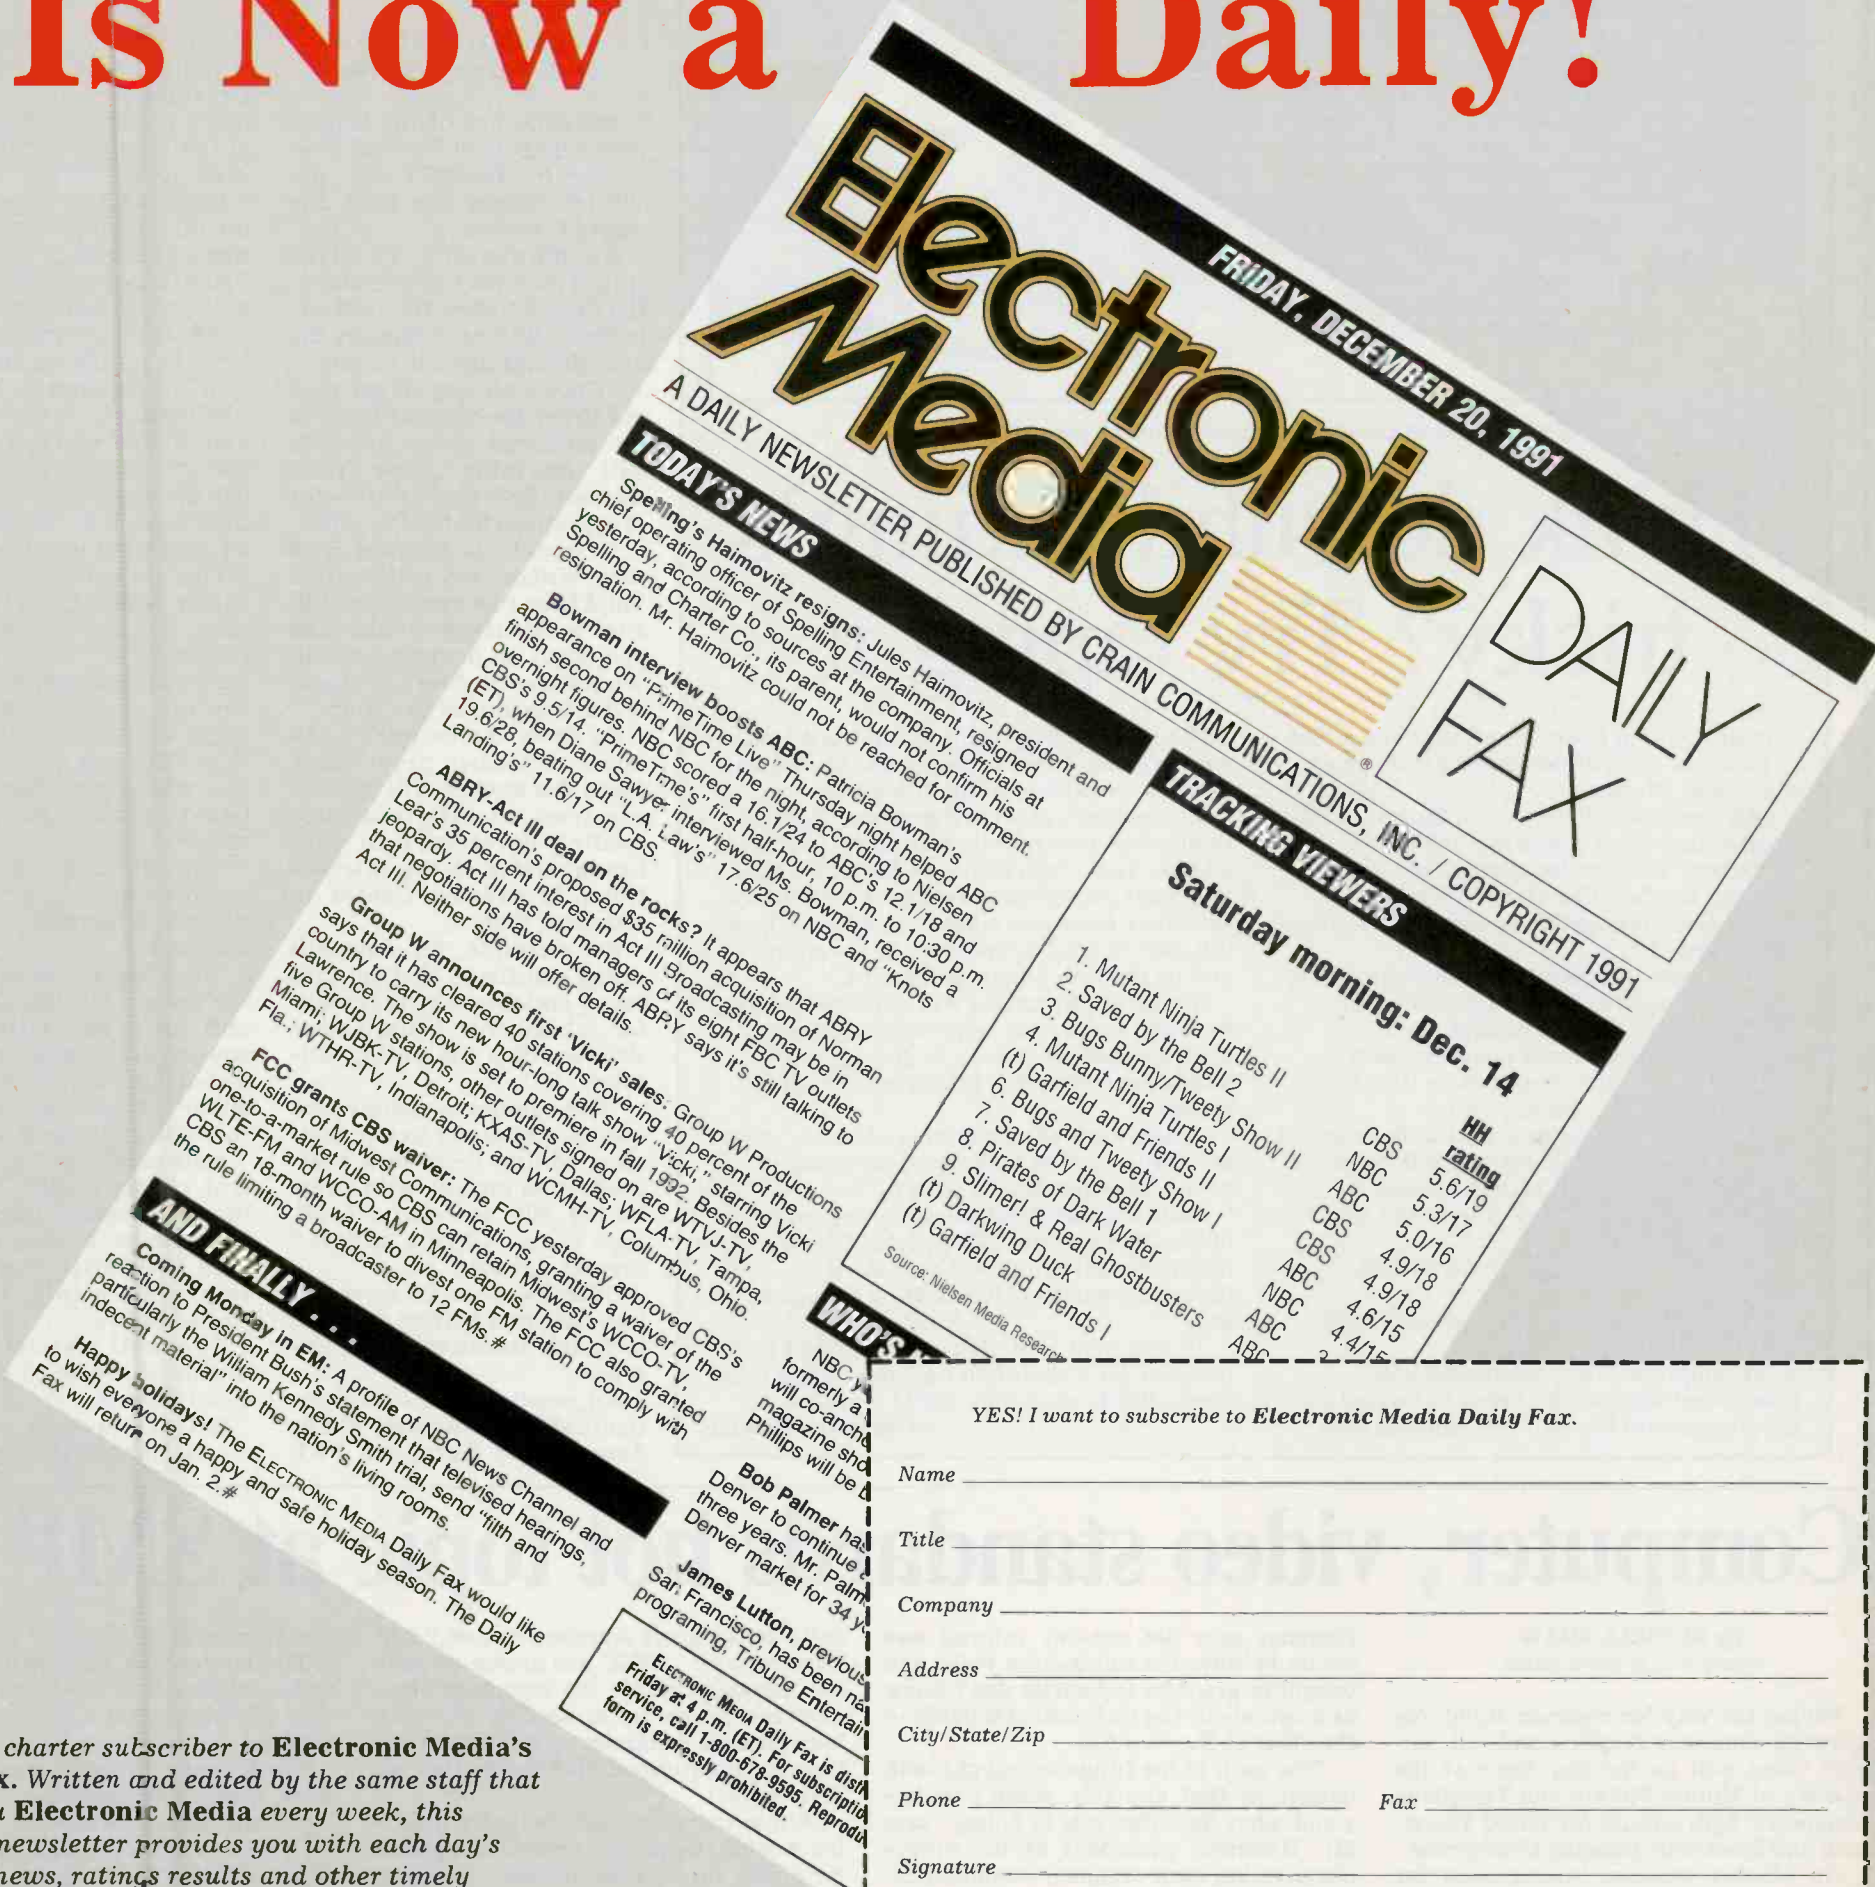 Is Now a Daily!
FRIDAY, DECEMBER 20, 1991
Electronic
Media
®
DAILY
FAX
A DAILY NEWSLETTER PUBLISHED BY CRAIN COMMUNICATIONS, INC. / COPYRIGHT 1991
TODAY'S NEWS
Spelling's Haimovitz resigns: Jules Haimovitz, president and
chief operating officer of Spelling Entertainment, resigned
yesterday, according to sources at the company. Officials at
Spelling and Charter Co., its parent, would not confirm his
resignation. Mr. Haimovitz could not be reached for comment.
Bowman interview boosts ABC: Patricia Bowman's
appearance on "PrimeTime Live" Thursday night helped ABC
finish second behind NBC for the night, according to Nielsen
overnight figures. NBC scored a 16.1/24 to ABC's 12.1/18 and
CBS's 9.5/14. "PrimeTime's" first half-hour, 10 p.m. to 10:30 p.m.
(ET), when Diane Sawyer interviewed Ms. Bowman, received a
19.6/28, beating out "L.A. Law's" 17.6/25 on NBC and "Knots
Landing's" 11.6/17 on CBS.
ABRY-Act III deal on the rocks? It appears that ABRY
Communication's proposed $35 million acquisition of Norman
Lear's 35 percent interest in Act III Broadcasting may be in
jeopardy. Act III has told managers of its eight FBC TV outlets
that negotiations have broken off. ABRY says it's still talking to
Act III. Neither side will offer details.
Group W announces first 'Vicki' sales: Group W Productions
says that it has cleared 40 stations covering 40 percent of the
country to carry its new hour-long talk show "Vicki," starring Vicki
Lawrence. The show is set to premiere in fall 1992. Besides the
five Group W stations, other outlets signed on are WTVJ-TV,
Miami; WJBK-TV, Detroit; KXAS-TV, Dallas; WFLA-TV, Tampa,
Fla.; WTHR-TV, Indianapolis; and WCMH-TV, Columbus, Ohio.
FCC grants CBS waiver: The FCC yesterday approved CBS's
acquisition of Midwest Communications, granting a waiver of the
one-to-a-market rule so CBS can retain Midwest's WCCO-TV,
WLTE-FM and WCCO-AM in Minneapolis. The FCC also granted
CBS an 18-month waiver to divest one FM station to comply with
the rule limiting a broadcaster to 12 FMs.#
AND FINALLY . . .
Coming Monday in EM: A profile of NBC News Channel and
reaction to President Bush's statement that televised hearings,
particularly the William Kennedy Smith trial, send "filth and
indecent material" into the nation's living rooms.
Happy holidays! The ELECTRONIC MEDIA Daily Fax would like
to wish everyone a happy and safe holiday season. The Daily
Fax will return on Jan. 2.#
TRACKING VIEWERS
Saturday morning: Dec. 14
HH
rating
1. Mutant Ninja Turtles II CBS 5.6/19
2. Saved by the Bell 2 NBC 5.3/17
3. Bugs Bunny/Tweety Show II ABC 5.0/16
4. Mutant Ninja Turtles I CBS 4.9/18
(t) Garfield and Friends II CBS 4.9/18
6. Bugs and Tweety Show I ABC 4.6/15
7. Saved by the Bell 1 NBC 4.4/15
8. Pirates of Dark Water ABC
9. Slimer! & Real Ghostbusters ABC
(t) Darkwing Duck
(t) Garfield and Friends I
Source: Nielsen Media Research
WHO'S
NBC
formerly a
will co-ancho
magazine sho
Phillips will be
Bob Palmer has
Denver to continue
three years. Mr. Palm
Denver market for 34 y
James Lutton, previous
San Francisco, has been na
programing, Tribune Entertain
ELECTRONIC MEDIA Daily Fax is distr
Friday at 4 p.m. (ET). For subscriptio
service, call 1-800-678-9595. Reprodu
form is expressly prohibited.
charter subscriber to Electronic Media's
x. Written and edited by the same staff that
Electronic Media every week, this
newsletter provides you with each day's
news, ratings results and other timely
YES! I want to subscribe to Electronic Media Daily Fax.
Name
Title
Company
Address
City/State/Zip
Phone Fax
Signature